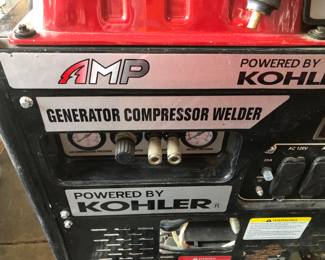 AMP
POWERED BY
KOHLER
GENERATOR COMPRESSOR WELDER
AC 120V
POWERED BY
KOHLER R